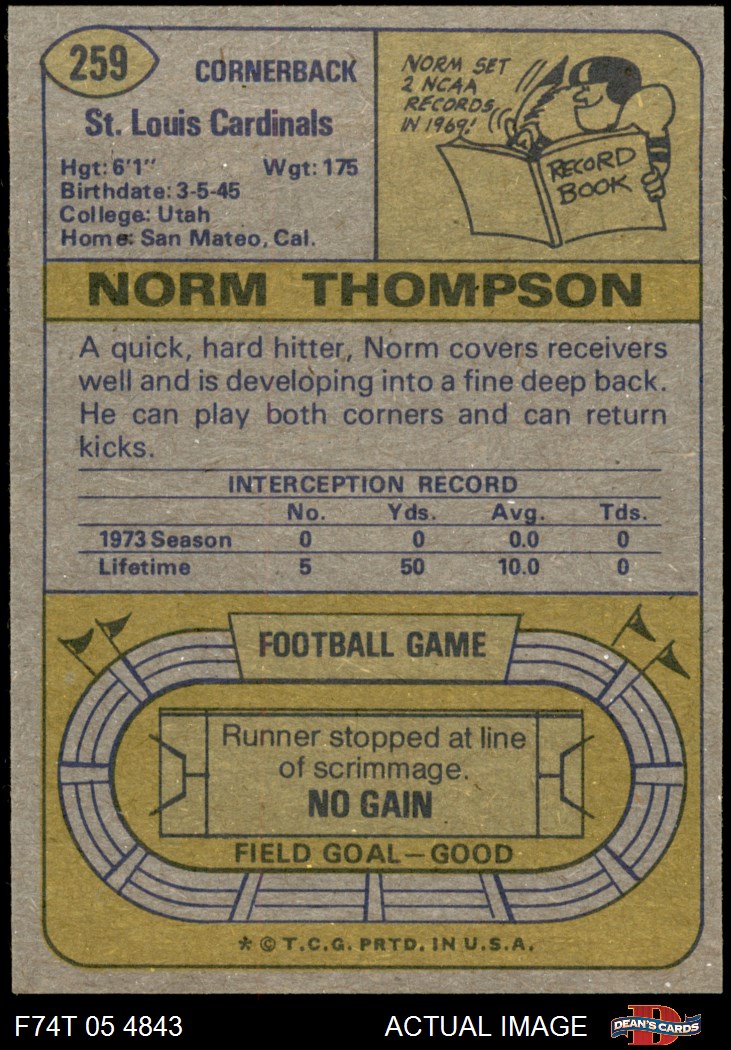 259
CORNERBACK
St. Louis Cardinals
Hgt: 6'1" Wgt: 175
Birthdate: 3-5-45
College: Utah
Home: San Mateo, Cal.
NORM SET
2 NCAA
RECORDS
IN 1969!
RECORD
BOOK
NORM THOMPSON
A quick, hard hitter, Norm covers receivers
well and is developing into a fine deep back.
He can play both corners and can return
kicks.
INTERCEPTION RECORD
No. Yds. Avg. Tds.
1973 Season 0 0 0.0 0
Lifetime 5 50 10.0 0
FOOTBALL GAME
Runner stopped at line
of scrimmage.
NO GAIN
FIELD GOAL—GOOD
* © T.C.G. PRTD. IN U.S.A.
F74T 05 4843 ACTUAL IMAGE
D
DEAN'S CARDS